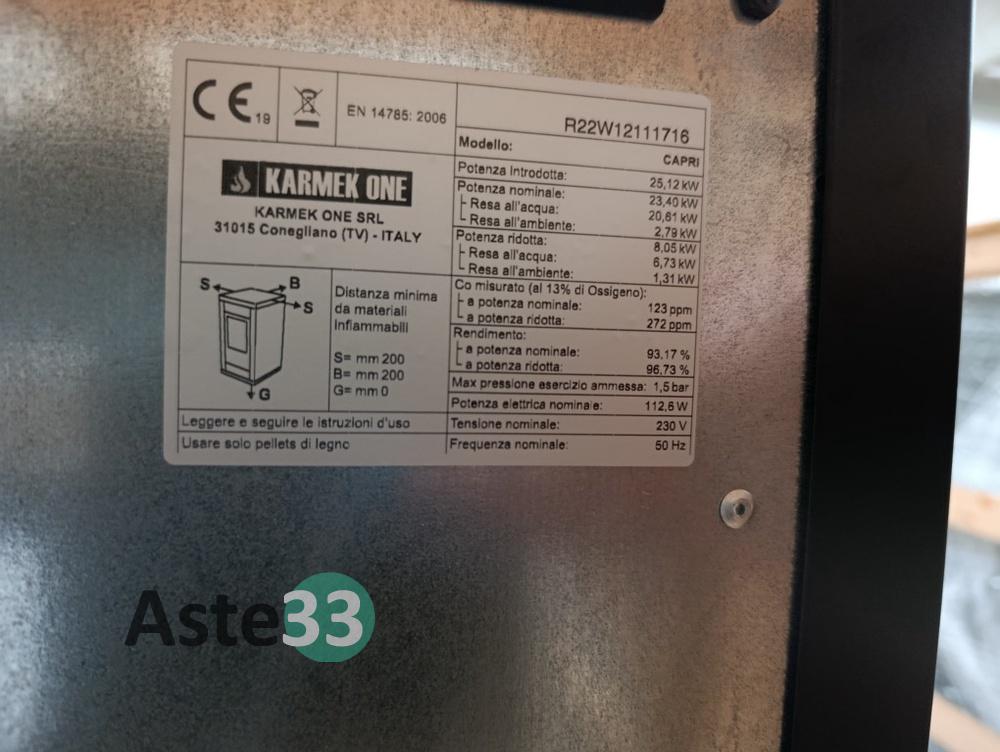 CE 19
EN 14785: 2006
R22W12111716
Modello: CAPRI
KARMEK ONE
KARMEK ONE SRL
31015 Conegliano (TV) - ITALY
Potenza Introdotta: 25,12 kW
Potenza nominale: 23,40 kW
Resa all'acqua: 20,61 kW
Resa all'ambiente: 2,79 kW
Potenza ridotta: 8,05 kW
Resa all'acqua: 6,73 kW
Resa all'ambiente: 1,31 kW
S B S G
Distanza minima
da materiali
infiammabili
S= mm 200
B= mm 200
G= mm 0
Co misurato (al 13% di Ossigeno):
a potenza nominale: 123 ppm
a potenza ridotta: 272 ppm
Rendimento:
a potenza nominale: 93,17 %
a potenza ridotta: 96,73 %
Max pressione esercizio ammessa: 1,5 bar
Potenza elettrica nominale: 112,6 W
Leggere e seguire le istruzioni d'uso
Tensione nominale: 230 V
Usare solo pellets di legno
Frequenza nominale: 50 Hz
Aste33